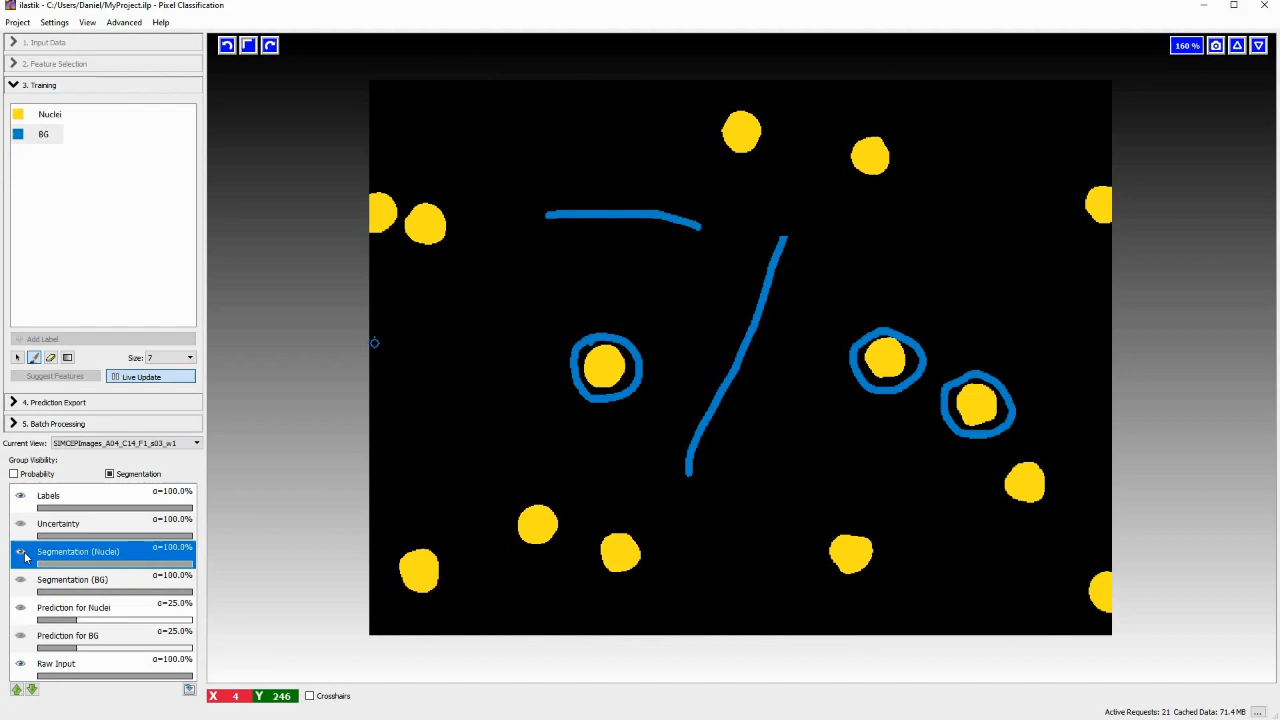 ilastik - C:/Users/Daniel/MyProject.ilp - Pixel Classification
Project Settings View Advanced Help
1. Input Data
2. Feature Selection
3. Training
Nuclei
BG
Add Label
Size: 7
Suggest Features Live Update
4. Prediction Export
5. Batch Processing
Current View: SIMCEPImages_A04_C14_F1_s03_w1
Group Visibility:
Probability Segmentation
Labels α=100.0%
Uncertainty α=100.0%
Segmentation (Nuclei) α=100.0%
Segmentation (BG) α=100.0%
Prediction for Nuclei α=25.0%
Prediction for BG α=25.0%
Raw Input α=100.0%
160 %
X 4 Y 246 Crosshairs
Active Requests: 21 Cached Data: 71.4 MB ...